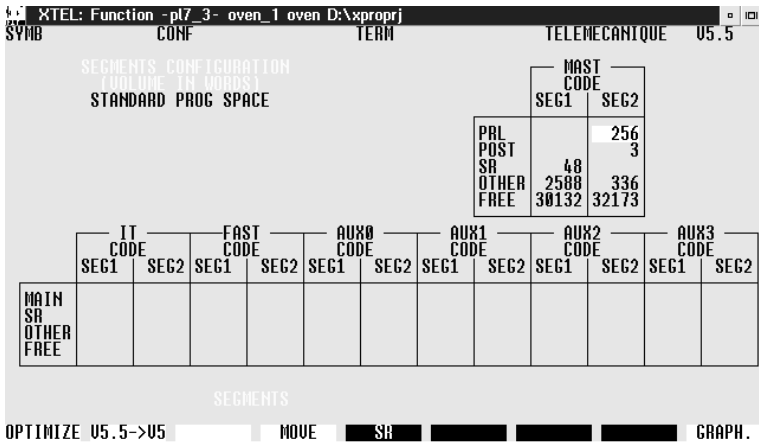 XTEL: Function -pl7_3- oven_1 oven D:\xproprj
SYMB CONF TERM TELEMECANIQUE V5.5
SEGMENTS CONFIGURATION
(VOLUME IN WORDS)
STANDARD PROG SPACE
MAST
CODE
SEG1 SEG2
PRL 256
POST 3
SR 48
OTHER 2588 336
FREE 30132 32173
IT FAST AUX0 AUX1 AUX2 AUX3
CODE CODE CODE CODE CODE CODE
SEG1 SEG2 SEG1 SEG2 SEG1 SEG2 SEG1 SEG2 SEG1 SEG2 SEG1 SEG2
MAIN
SR
OTHER
FREE
SEGMENTS
OPTIMIZE V5.5->V5 MOVE SR GRAPH.